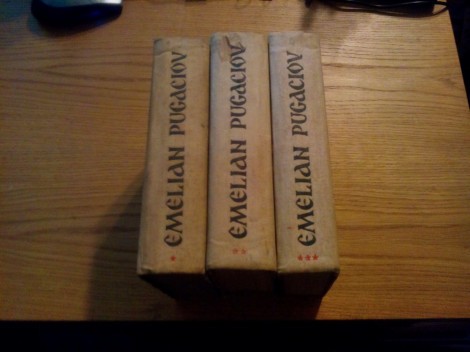 EMELIAN PUGACIOV
*
EMELIAN PUGACIOV
**
EMELIAN PUGACIOV
***